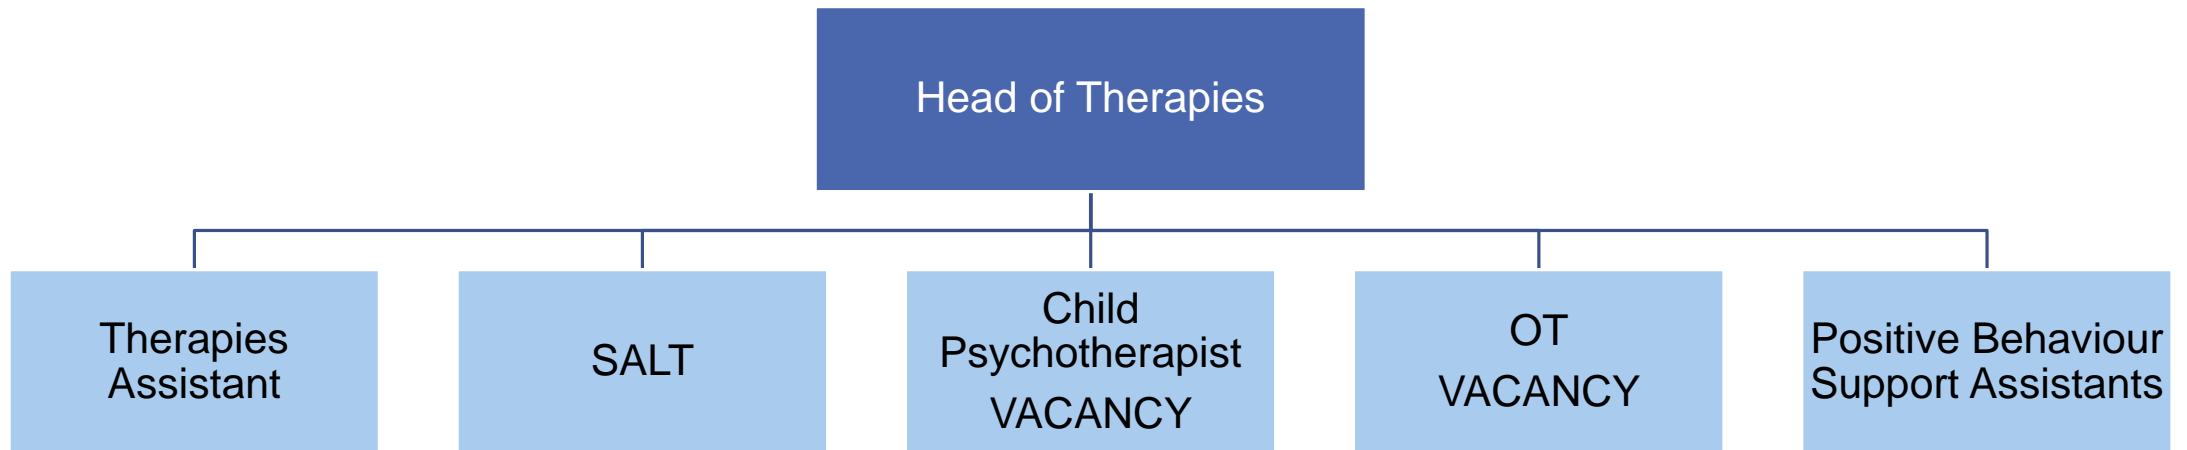 Head of Therapies
Therapies
Assistant
SALT
Child
Psychotherapist
VACANCY
OT
VACANCY
Positive Behaviour
Support Assistants